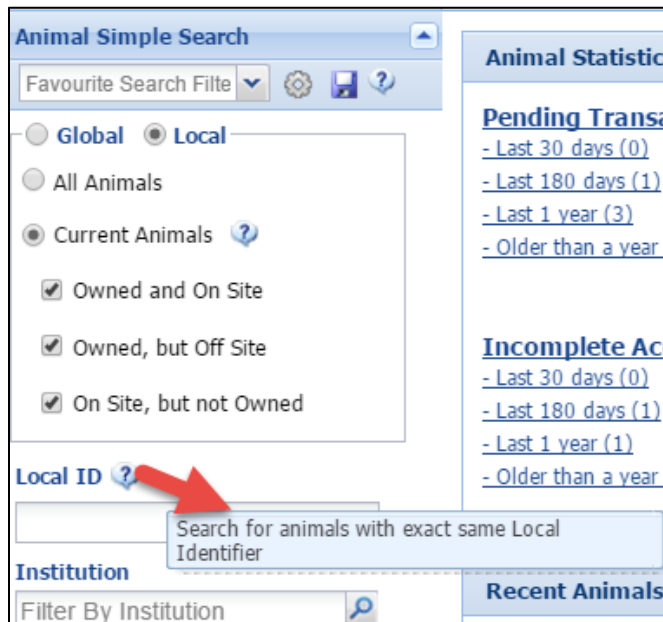 Animal Simple Search
Favourite Search Filte
Global Local
All Animals
Current Animals
Owned and On Site
Owned, but Off Site
On Site, but not Owned
Local ID
Search for animals with exact same Local
Identifier
Institution
Filter By Institution
Animal Statistic
Pending Transa
- Last 30 days (0)
- Last 180 days (1)
- Last 1 year (3)
- Older than a year
Incomplete Ac
- Last 30 days (0)
- Last 180 days (1)
- Last 1 year (1)
- Older than a year
Recent Animals